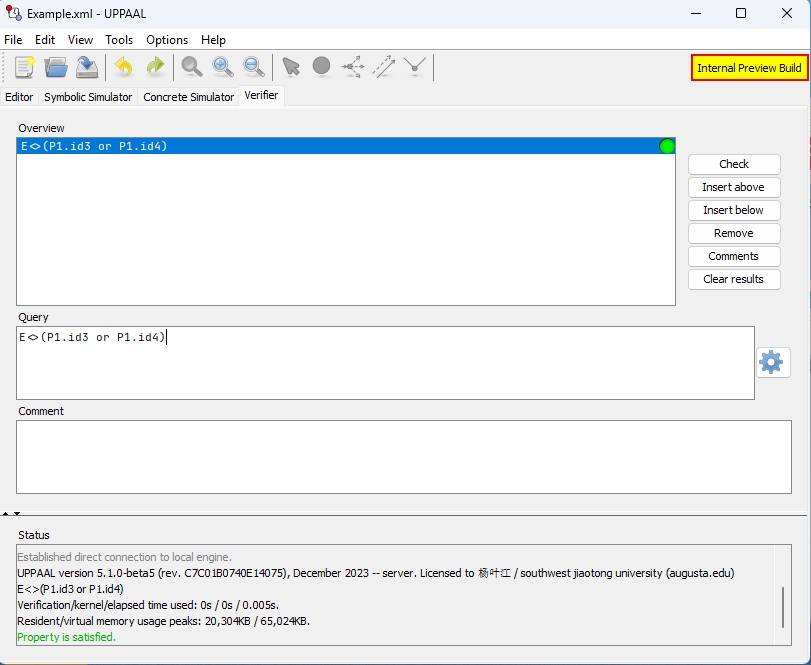 Example.xml - UPPAAL
File Edit View Tools Options Help
Internal Preview Build
Editor Symbolic Simulator Concrete Simulator Verifier
Overview
E<>(P1.id3 or P1.id4)
Check
Insert above
Insert below
Remove
Comments
Clear results
Query
E<>(P1.id3 or P1.id4)
Comment
Status
Established direct connection to local engine.
UPPAAL version 5.1.0-beta5 (rev. C7C01B0740E14075), December 2023 -- server. Licensed to 杨叶江 / southwest jiaotong university (augusta.edu)
E<>(P1.id3 or P1.id4)
Verification/kernel/elapsed time used: 0s / 0s / 0.005s.
Resident/virtual memory usage peaks: 20,304KB / 65,024KB.
Property is satisfied.